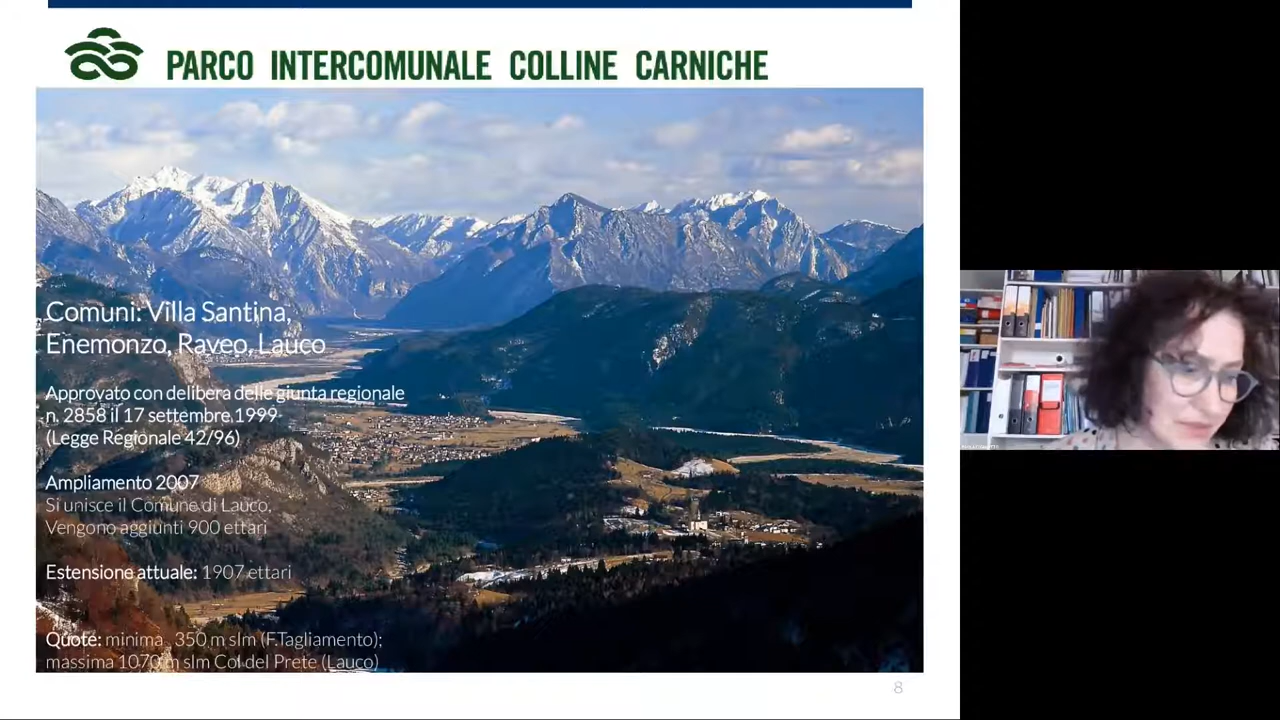 PARCO INTERCOMUNALE COLLINE CARNICHE
Comuni: Villa Santina,
Enemonzo, Raveo, Lauco
Approvato con delibera delle giunta regionale
n. 2858 il 17 settembre 1999
(Legge Regionale 42/96)
Ampliamento 2007
Si unisce il Comune di Lauco,
Vengono aggiunti 900 ettari
Estensione attuale: 1907 ettari
Quote: minima 350 m slm (F.Tagliamento);
massima 1070 m slm Col del Prete (Lauco)
8